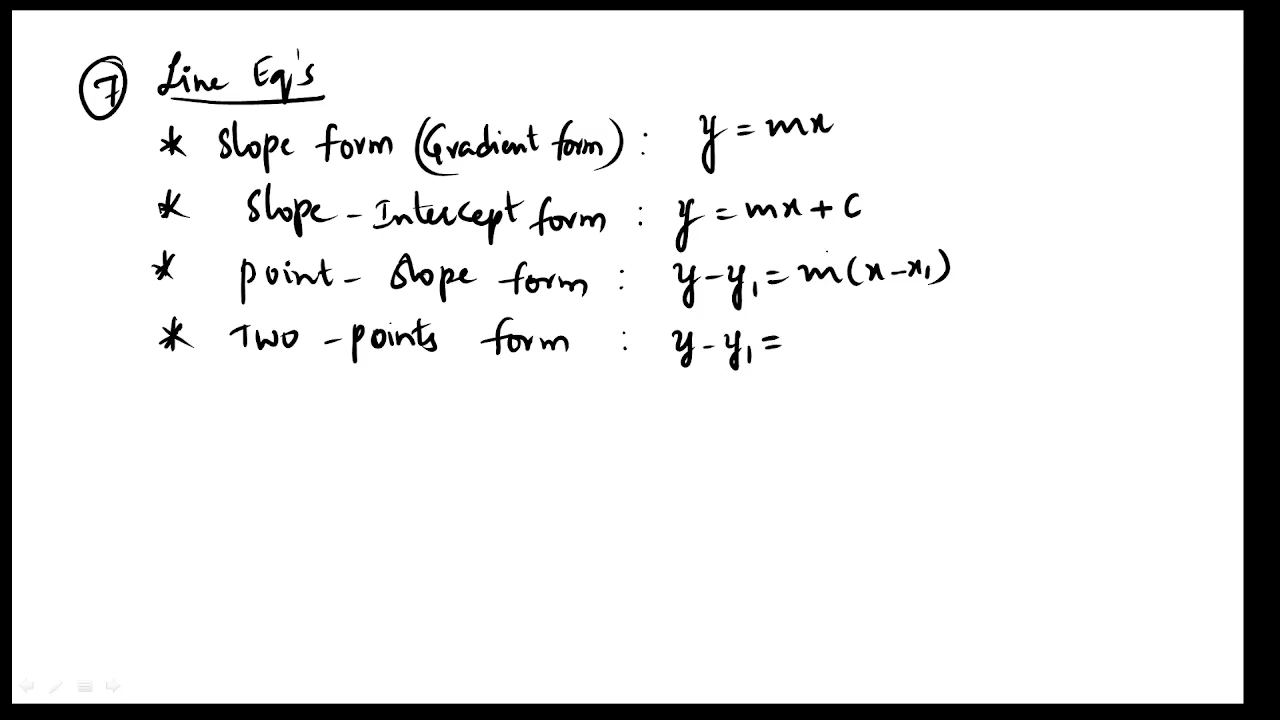 7 Line Eq's
* Slope form (Gradient form) : y = mx
* Slope - Intercept form : y = mx + c
* point - Slope form : y - y₁ = m(x - x₁)
* Two - points form : y - y₁ =